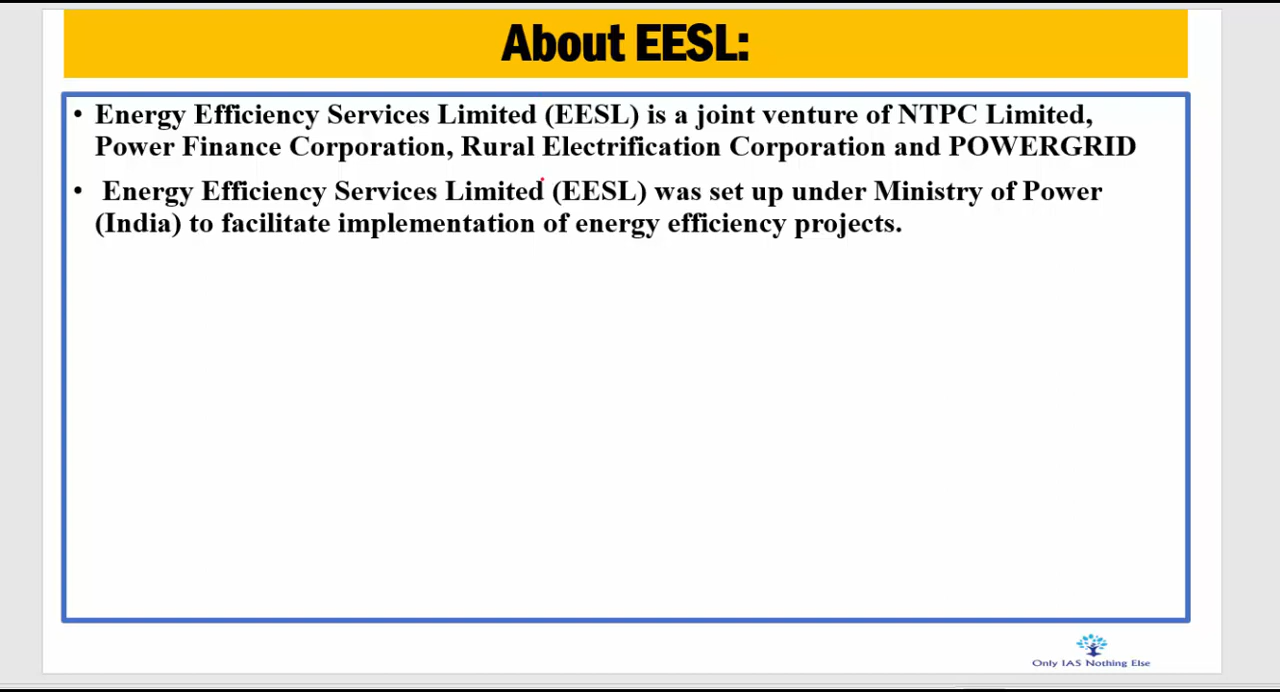 About EESL:
• Energy Efficiency Services Limited (EESL) is a joint venture of NTPC Limited,
Power Finance Corporation, Rural Electrification Corporation and POWERGRID
• Energy Efficiency Services Limited (EESL) was set up under Ministry of Power
(India) to facilitate implementation of energy efficiency projects.
Only IAS Nothing Else